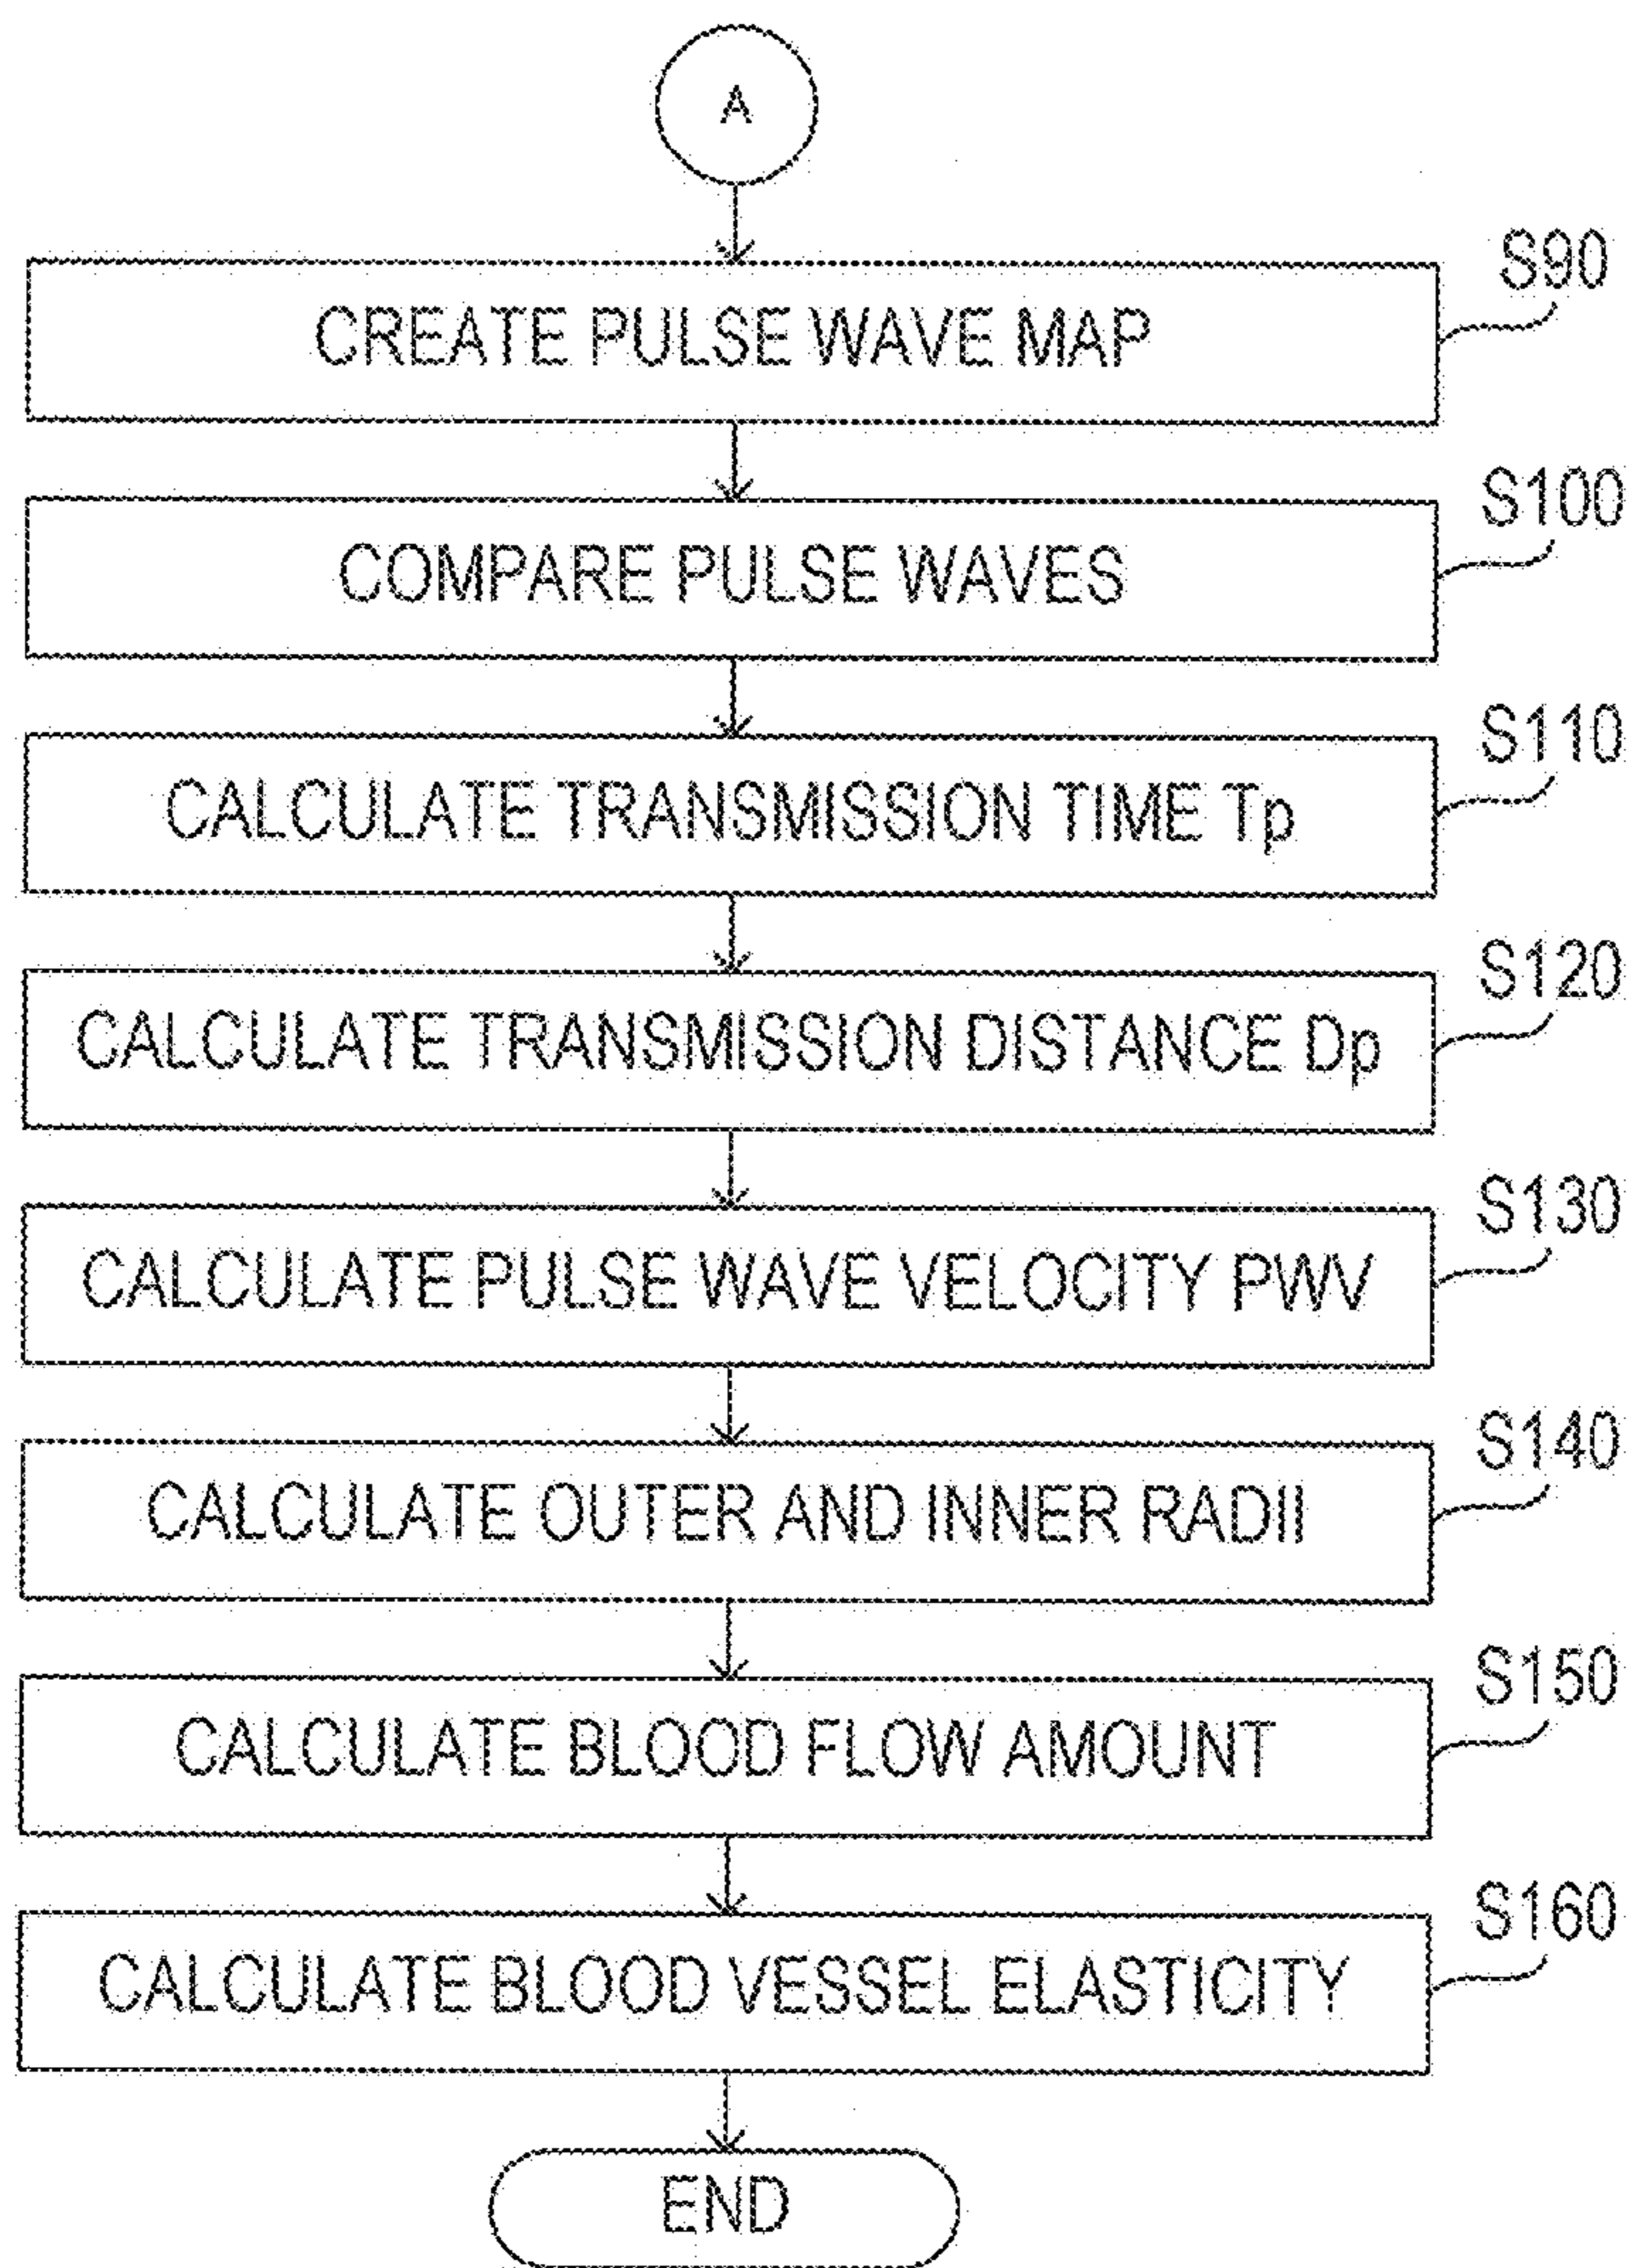 A
S90
CREATE PULSE WAVE MAP
S100
COMPARE PULSE WAVES
S110
CALCULATE TRANSMISSION TIME Tp
S120
CALCULATE TRANSMISSION DISTANCE Dp
S130
CALCULATE PULSE WAVE VELOCITY PWV
S140
CALCULATE OUTER AND INNER RADII
S150
CALCULATE BLOOD FLOW AMOUNT
S160
CALCULATE BLOOD VESSEL ELASTICITY
END